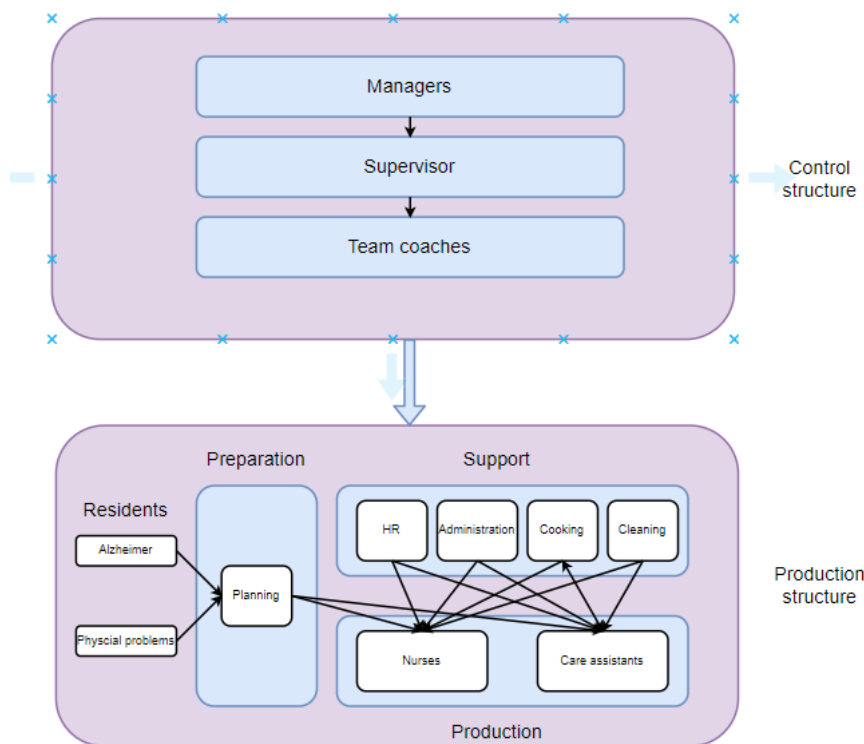 Managers
Supervisor
Control
structure
Team coaches
Preparation
Support
Residents
HR
Administration
Cooking
Cleaning
Alzheimer
Production
structure
Planning
Physcial problems
Nurses
Care assistants
Production